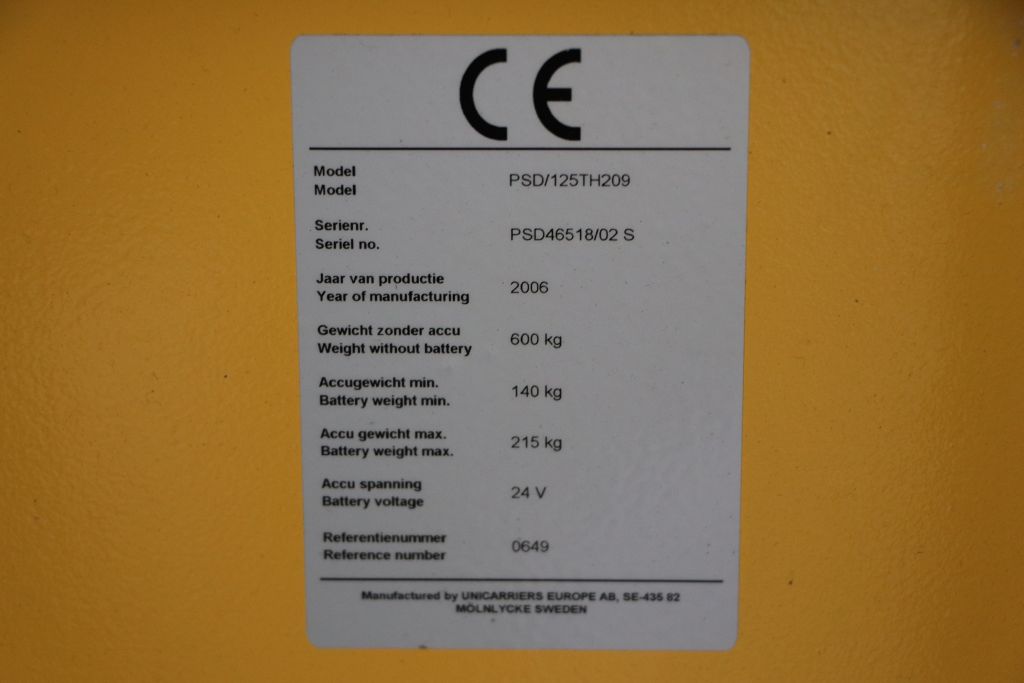 CE
Model
Model
PSD/125TH209
Serienr.
Seriel no.
PSD46518/02 S
Jaar van productie
Year of manufacturing
2006
Gewicht zonder accu
Weight without battery
600 kg
Accugewicht min.
Battery weight min.
140 kg
Accu gewicht max.
Battery weight max.
215 kg
Accu spanning
Battery voltage
24 V
Referentienummer
Reference number
0649
Manufactured by UNICARRIERS EUROPE AB, SE-435 82
MÖLNLYCKE SWEDEN